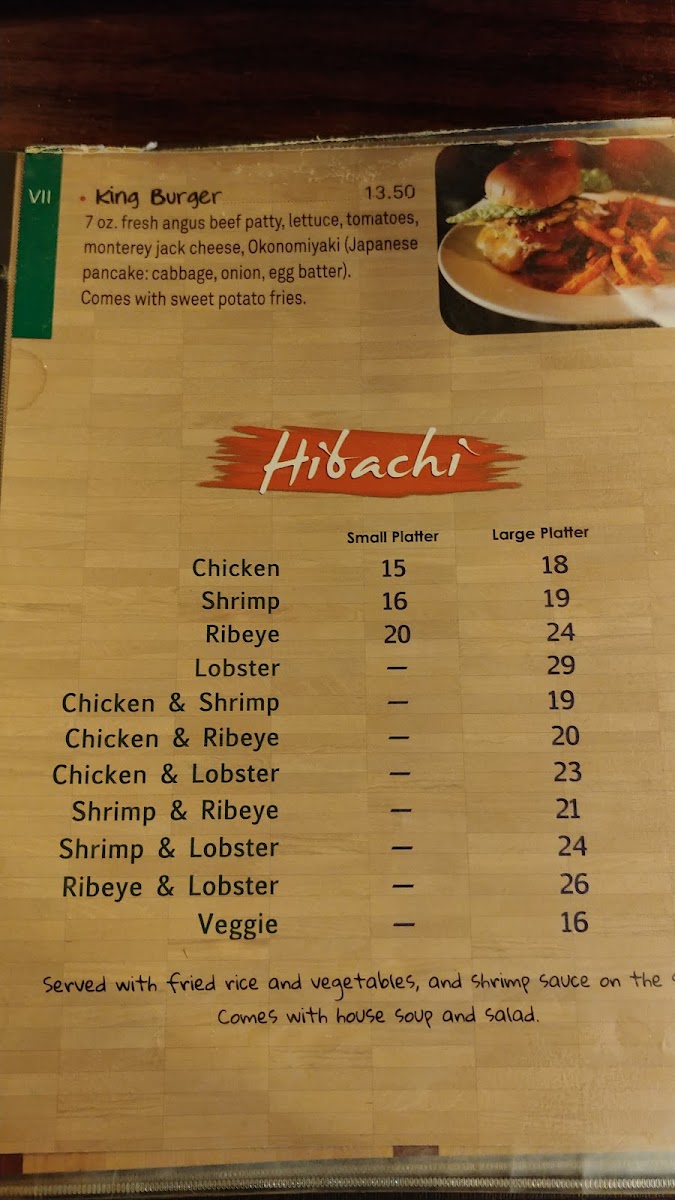 VII
• King Burger 13.50
7 oz. fresh angus beef patty, lettuce, tomatoes,
monterey jack cheese, Okonomiyaki (Japanese
pancake: cabbage, onion, egg batter).
Comes with sweet potato fries.
Hibachi
Small Platter Large Platter
Chicken 15 18
Shrimp 16 19
Ribeye 20 24
Lobster — 29
Chicken & Shrimp — 19
Chicken & Ribeye — 20
Chicken & Lobster — 23
Shrimp & Ribeye — 21
Shrimp & Lobster — 24
Ribeye & Lobster — 26
Veggie — 16
Served with fried rice and vegetables, and shrimp sauce on the
Comes with house soup and salad.